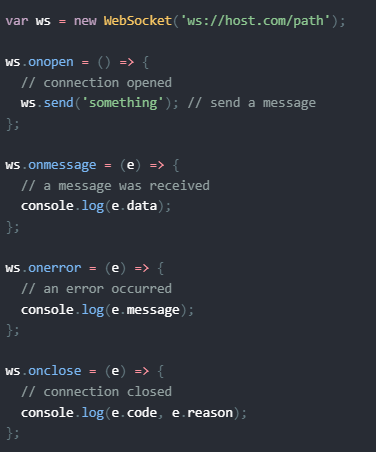 var ws = new WebSocket('ws://host.com/path');

ws.onopen = () => {
  // connection opened
  ws.send('something'); // send a message
};

ws.onmessage = (e) => {
  // a message was received
  console.log(e.data);
};

ws.onerror = (e) => {
  // an error occurred
  console.log(e.message);
};

ws.onclose = (e) => {
  // connection closed
  console.log(e.code, e.reason);
};